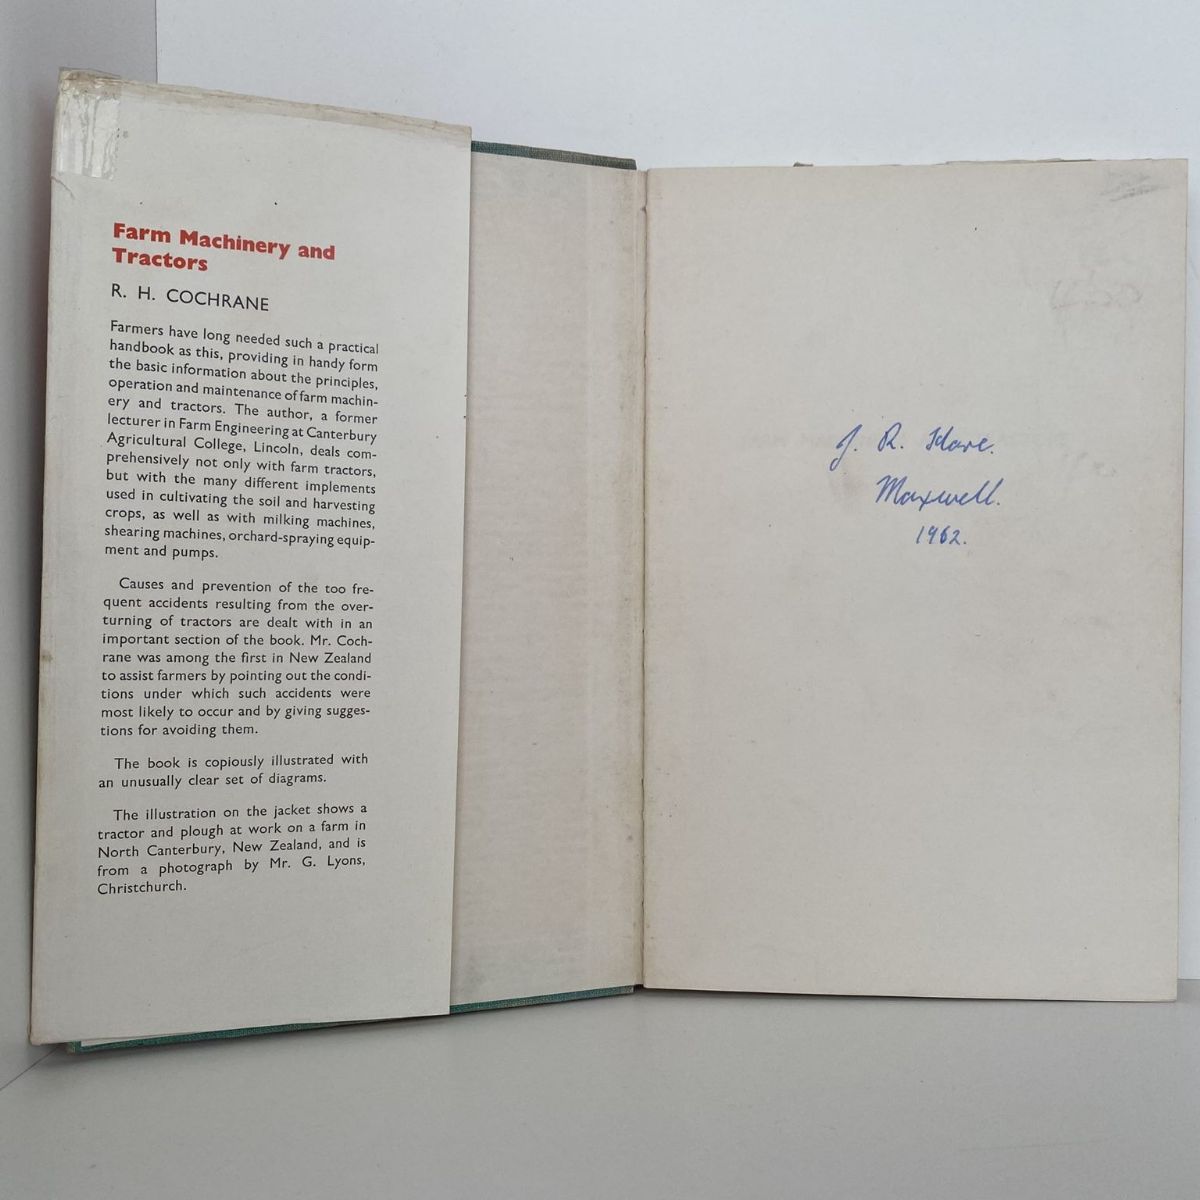 Farm Machinery and
Tractors
R. H. COCHRANE
Farmers have long needed such a practical
handbook as this, providing in handy form
the basic information about the principles,
operation and maintenance of farm machin-
ery and tractors. The author, a former
lecturer in Farm Engineering at Canterbury
Agricultural College, Lincoln, deals com-
prehensively not only with farm tractors,
but with the many different implements
used in cultivating the soil and harvesting
crops, as well as with milking machines,
shearing machines, orchard-spraying equip-
ment and pumps.
Causes and prevention of the too fre-
quent accidents resulting from the over-
turning of tractors are dealt with in an
important section of the book. Mr. Coch-
rane was among the first in New Zealand
to assist farmers by pointing out the condi-
tions under which such accidents were
most likely to occur and by giving sugges-
tions for avoiding them.
The book is copiously illustrated with
an unusually clear set of diagrams.
The illustration on the jacket shows a
tractor and plough at work on a farm in
North Canterbury, New Zealand, and is
from a photograph by Mr. G. Lyons,
Christchurch.
J. R.
Maxwell.
1962.